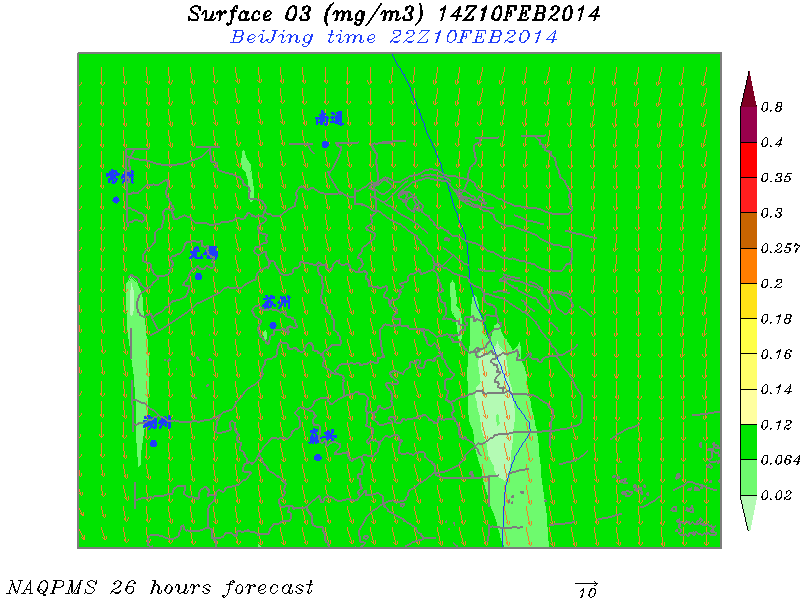 Surface O3 (mg/m3) 14Z10FEB2014
BeiJing time 22Z10FEB2014
南通
常州
无锡
苏州
湖州
嘉兴
0.8
0.4
0.35
0.3
0.257
0.2
0.18
0.16
0.14
0.12
0.064
0.02
NAQPMS 26 hours forecast
10